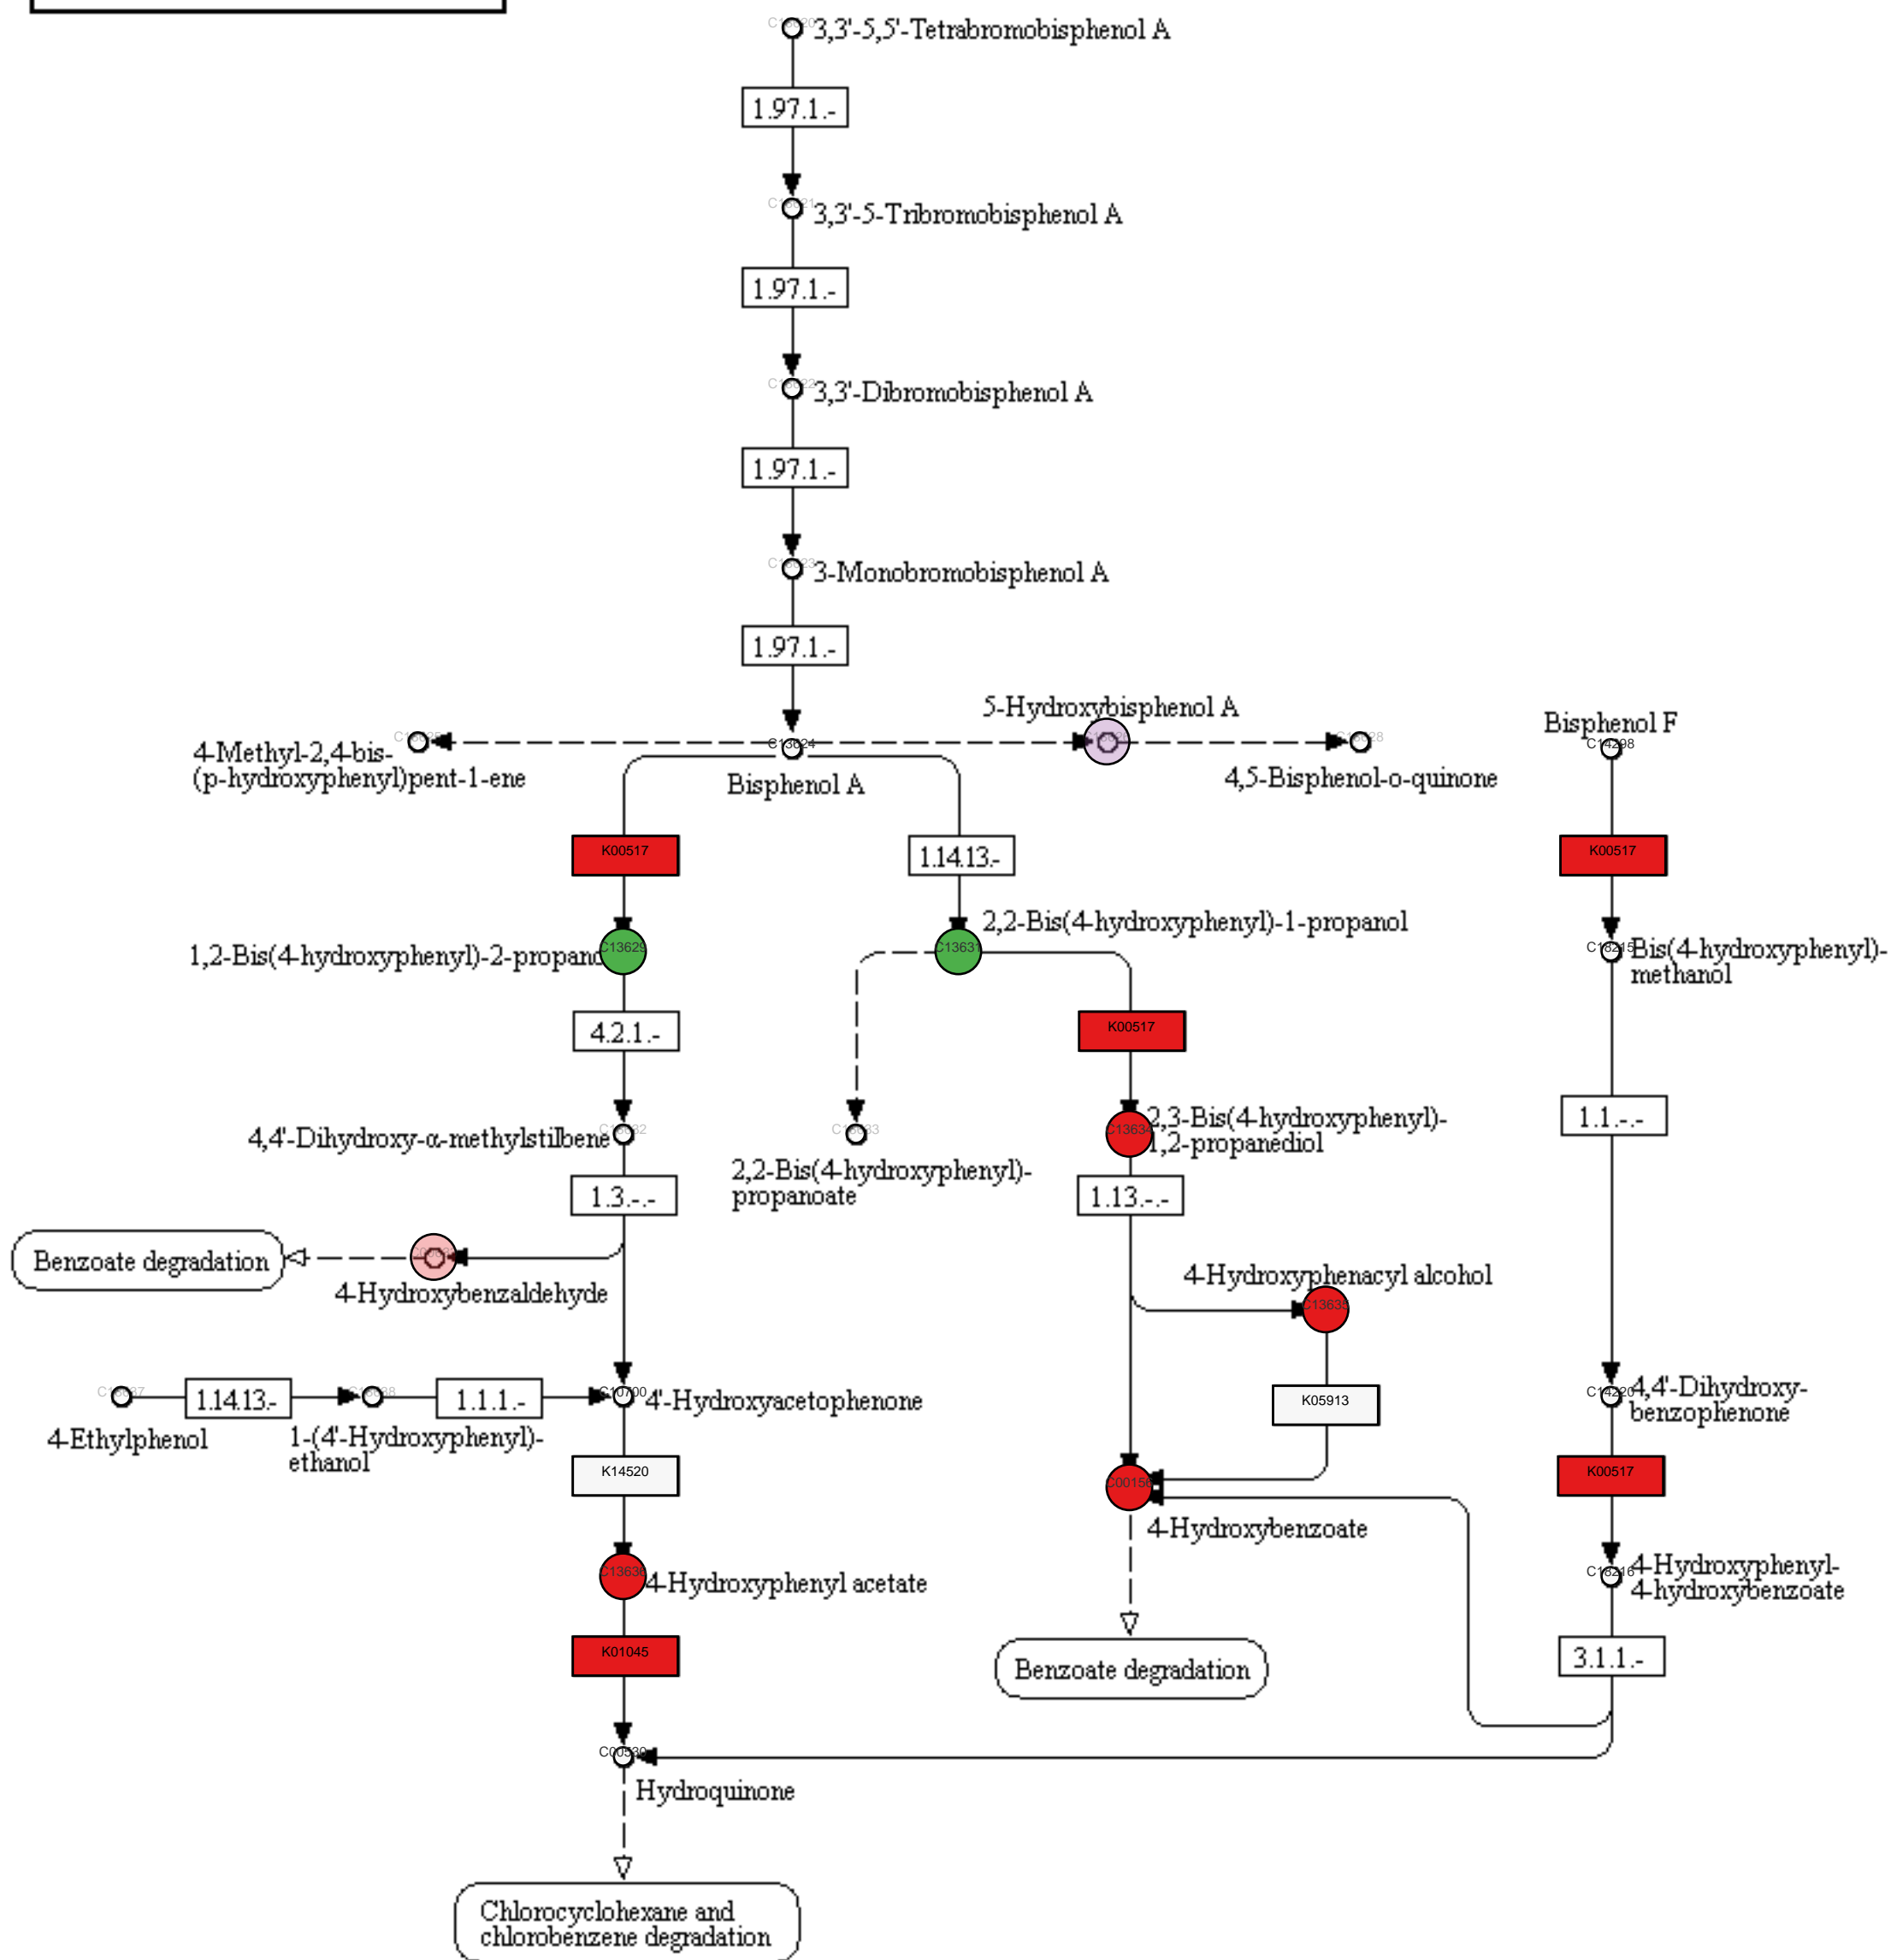 3,3'-5,5'-Tetrabromobisphenol A
1.97.1.-
3,3'-5-Tribromobisphenol A
1.97.1.-
3,3'-Dibromobisphenol A
1.97.1.-
3-Monobromobisphenol A
1.97.1.-
5-Hydroxybisphenol A
Bisphenol F
C13624
C14298
4-Methyl-2,4-bis-
(p-hydroxyphenyl)pent-1-ene
Bisphenol A
4,5-Bisphenol-o-quinone
K00517
1.14.13.-
K00517
2,2-Bis(4-hydroxyphenyl)-1-propanol
1,2-Bis(4-hydroxyphenyl)-2-propano
C13629
C13631
C18215
Bis(4-hydroxyphenyl)-
methanol
4.2.1.-
K00517
1.1.-.-
4,4'-Dihydroxy-α-methylstilbene
C13634
2,3-Bis(4-hydroxyphenyl)-
1,2-propanediol
2,2-Bis(4-hydroxyphenyl)-
propanoate
1.3.-.-
1.13.-.-
Benzoate degradation
4-Hydroxybenzaldehyde
4-Hydroxyphenacyl alcohol
C13635
1.14.13.-
1.1.1.-
C10700
4'-Hydroxyacetophenone
K05913
C14220
4,4'-Dihydroxy-
benzophenone
4-Ethylphenol
1-(4'-Hydroxyphenyl)-
ethanol
K14520
C00156
K00517
4-Hydroxybenzoate
C13636
4-Hydroxyphenyl acetate
C18216
4-Hydroxyphenyl-
4-hydroxybenzoate
K01045
Benzoate degradation
3.1.1.-
C00530
Hydroquinone
Chlorocyclohexane and
chlorobenzene degradation